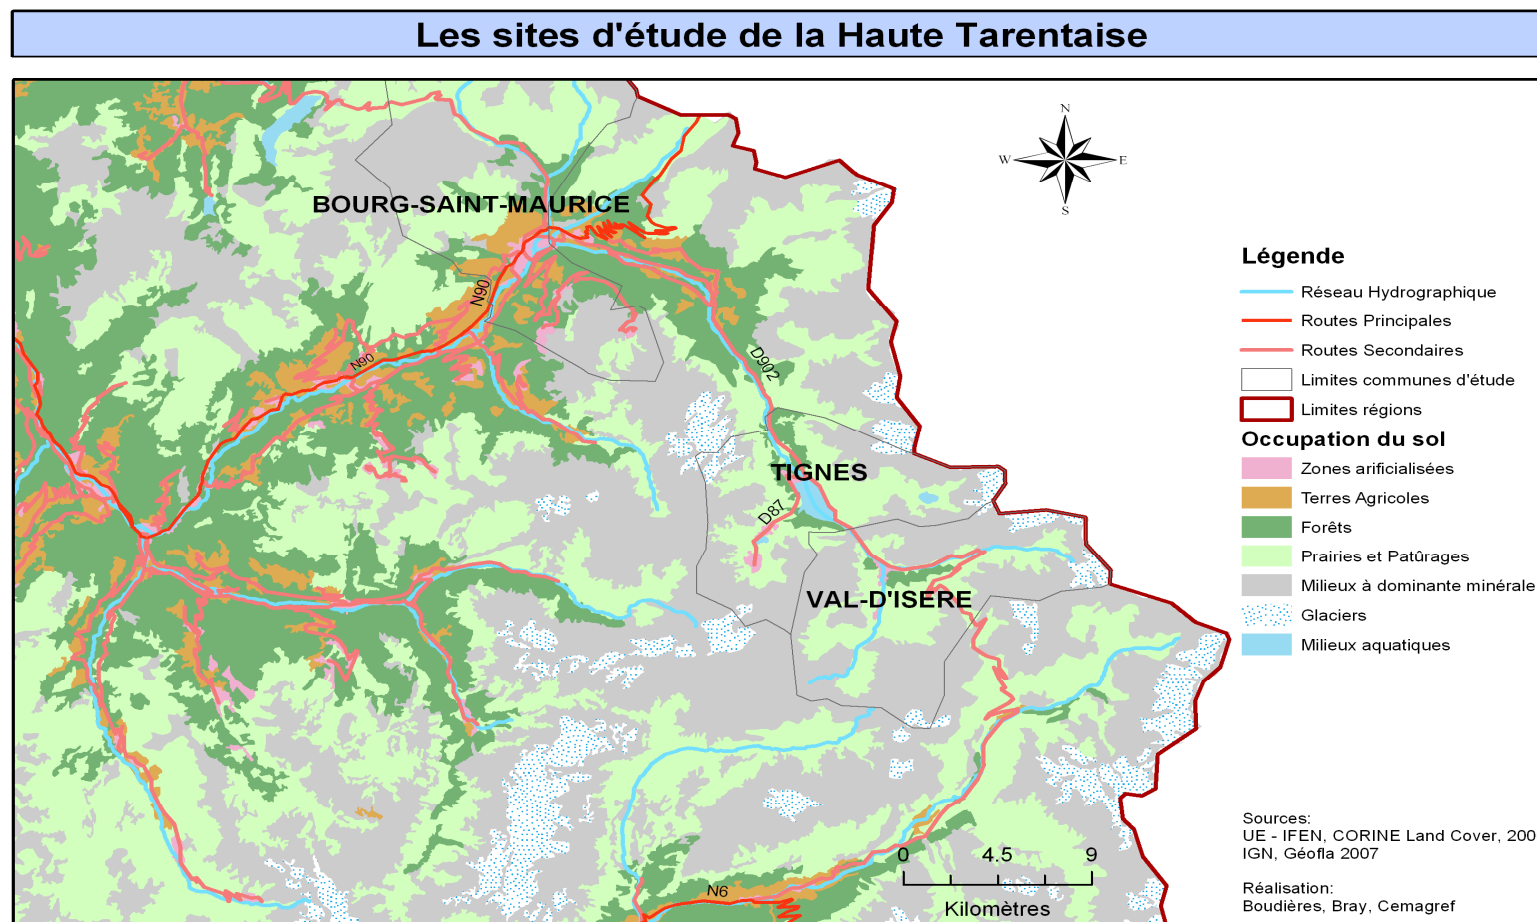 Les sites d'étude de la Haute Tarentaise
N
W
E
S
BOURG-SAINT-MAURICE
N90
N90
D902
TIGNES
D87
VAL-D'ISERE
N6
0 4.5 9
Kilomètres
Légende
Réseau Hydrographique
Routes Principales
Routes Secondaires
Limites communes d'étude
Limites régions
Occupation du sol
Zones arificialisées
Terres Agricoles
Forêts
Prairies et Patûrages
Milieux à dominante minérale
Glaciers
Milieux aquatiques
Sources:
UE - IFEN, CORINE Land Cover, 200
IGN, Géofla 2007
Réalisation:
Boudières, Bray, Cemagref